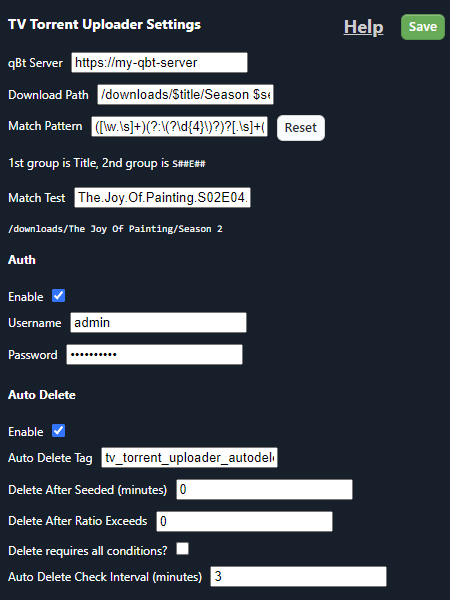 TV Torrent Uploader Settings
Help
Save
qBt Server https://my-qbt-server
Download Path /downloads/$title/Season $se
Match Pattern ([\w.\s]+)(?:\(?\d{4}\)?)?[.\s]+( Reset
1st group is Title, 2nd group is S##E##
Match Test The.Joy.Of.Painting.S02E04.
/downloads/The Joy Of Painting/Season 2
Auth
Enable
Username admin
Password ••••••••••
Auto Delete
Enable
Auto Delete Tag tv_torrent_uploader_autodele
Delete After Seeded (minutes) 0
Delete After Ratio Exceeds 0
Delete requires all conditions?
Auto Delete Check Interval (minutes) 3